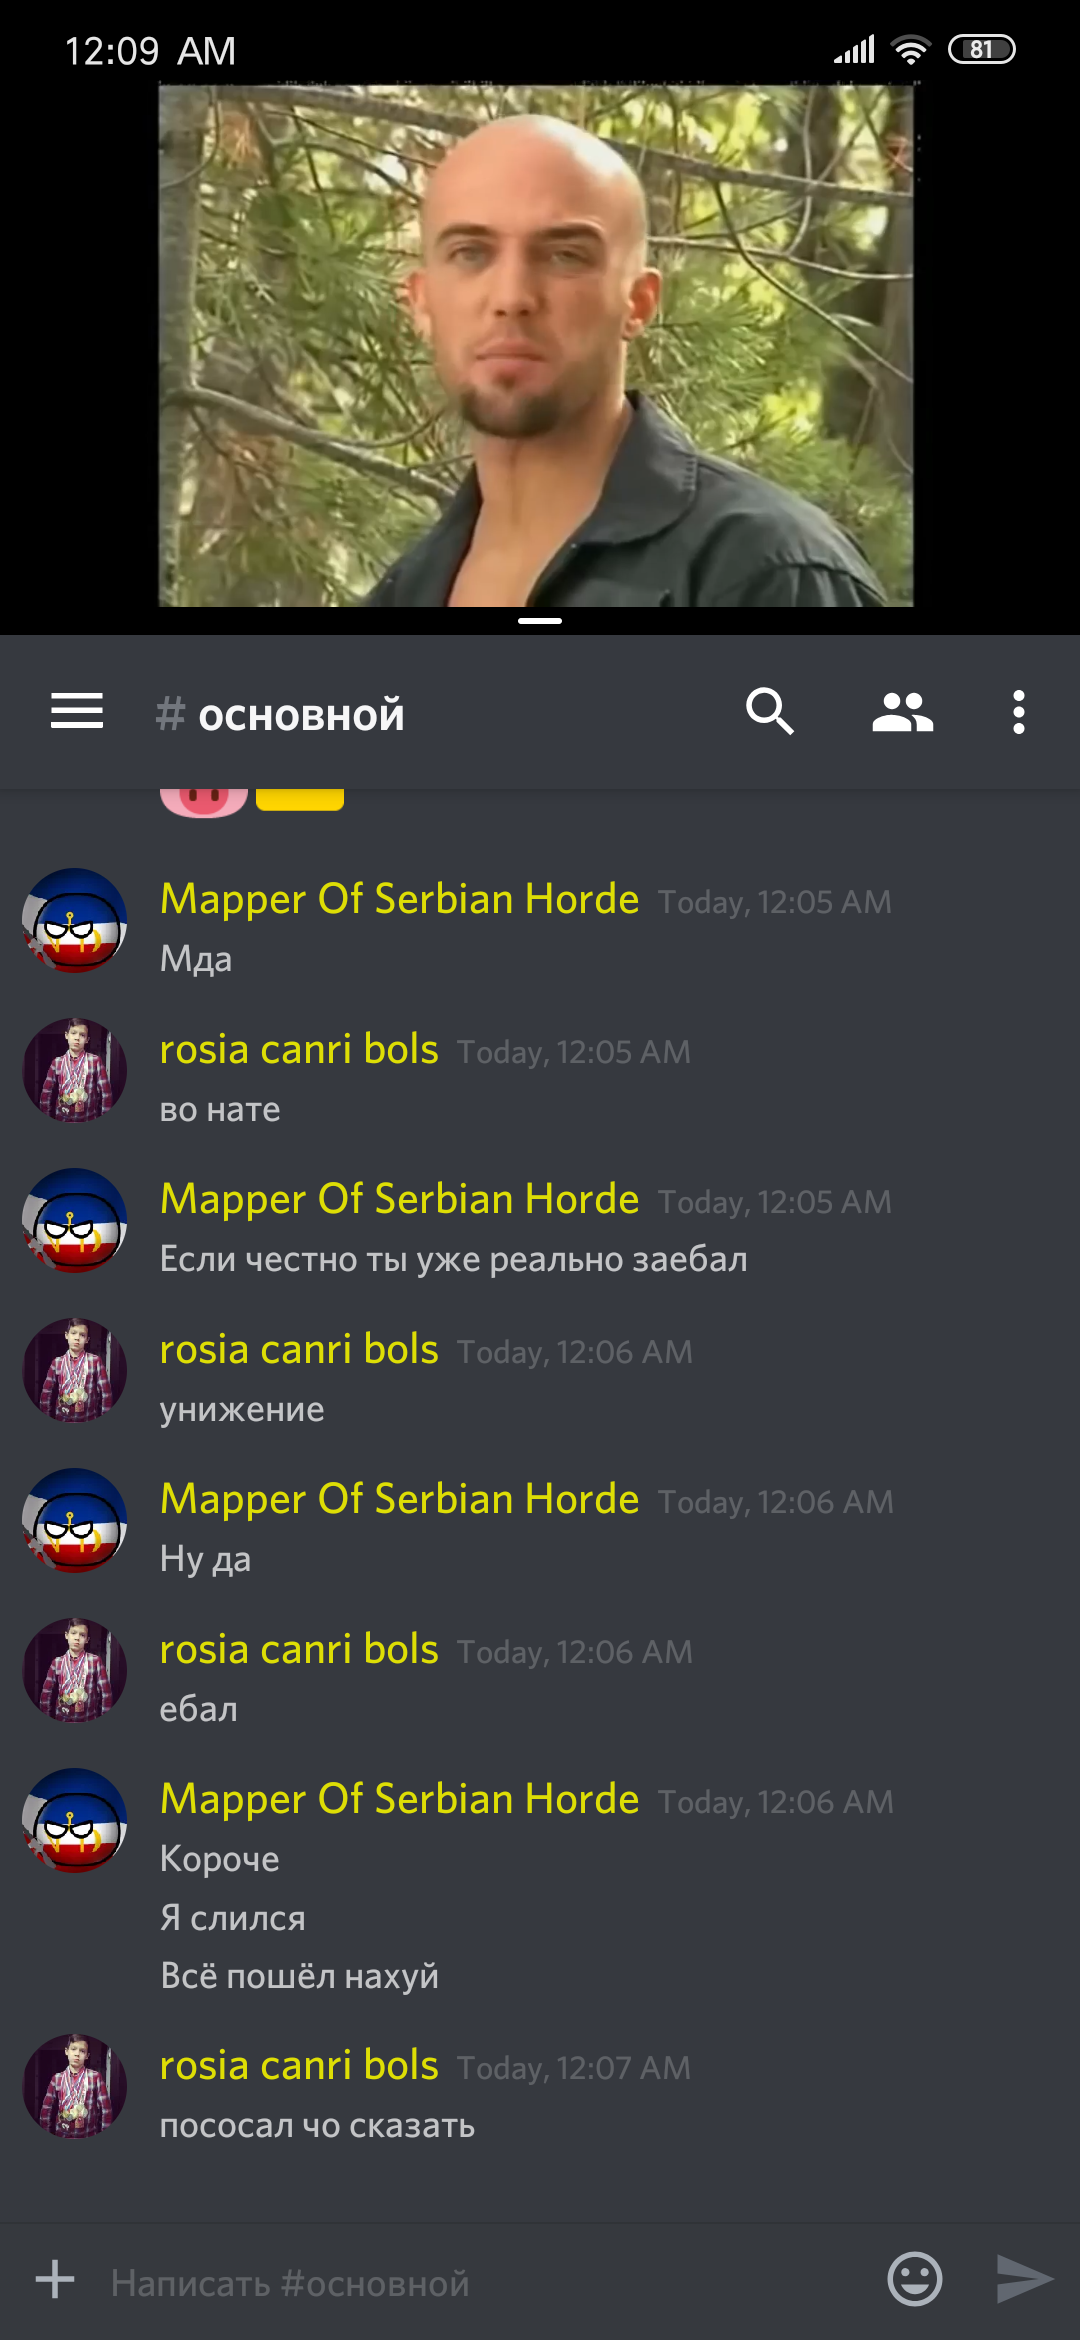 12:09 AM
81
# основной
Mapper Of Serbian Horde Today, 12:05 AM
Мда
rosia canri bols Today, 12:05 AM
во нате
Mapper Of Serbian Horde Today, 12:05 AM
Если честно ты уже реально заебал
rosia canri bols Today, 12:06 AM
унижение
Mapper Of Serbian Horde Today, 12:06 AM
Ну да
rosia canri bols Today, 12:06 AM
ебал
Mapper Of Serbian Horde Today, 12:06 AM
Короче
Я слился
Всё пошёл нахуй
rosia canri bols Today, 12:07 AM
пососал чо сказать
Написать #основной